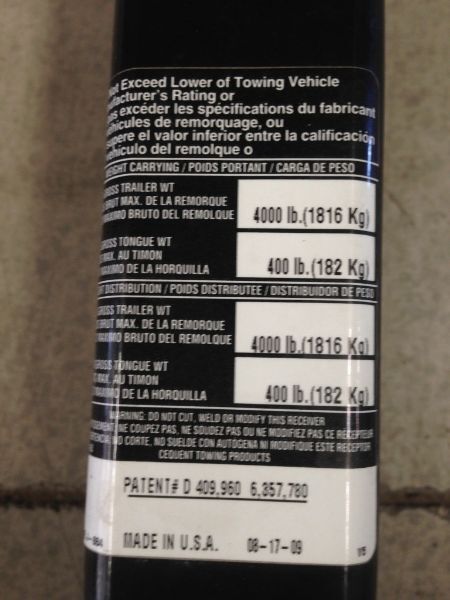 Exceed Lower of Towing Vehicle
Rating or
excéder les spécifications du fabricant
de remorquage, ou
el valor inferior entre la calificación
vehículo del remolque o
WEIGHT CARRYING / POIDS PORTANT / CARGA DE PESO
GROSS TRAILER WT
BRUT MAX. DE LA REMORQUE
MAXIMO BRUTO DEL REMOLQUE
4000 lb.(1816 Kg)
GROSS TONGUE WT
MAX. AU TIMON
MAXIMO DE LA HORQUILLA
400 lb.(182 Kg)
DISTRIBUTION / POIDS DISTRIBUTEE / DISTRIBUIDOR DE PESO
GROSS TRAILER WT
BRUT MAX. DE LA REMORQUE
MAXIMO BRUTO DEL REMOLQUE
4000 lb.(1816 Kg)
GROSS TONGUE WT
MAX. AU TIMON
MAXIMO DE LA HORQUILLA
400 lb.(182 Kg)
WARNING: DO NOT CUT, WELD OR MODIFY THIS RECEIVER
NE COUPEZ PAS, NE SOUDEZ PAS OU NE MODIFIEZ PAS CE RÉCEPTEUR
NO CORTE, NO SUELDE CON AUTOGENA NI MODIFIQUE ESTE RECEPTOR
CEQUENT TOWING PRODUCTS
PATENT# D 409,960 6,357,780
MADE IN U.S.A. 08-17-09